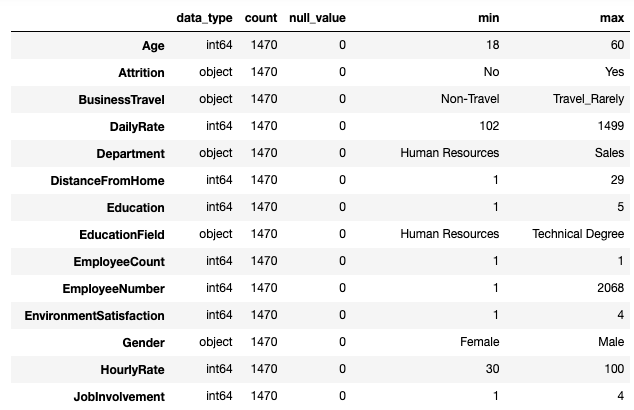 data_type count null_value min max
Age int64 1470 0 18 60
Attrition object 1470 0 No Yes
BusinessTravel object 1470 0 Non-Travel Travel_Rarely
DailyRate int64 1470 0 102 1499
Department object 1470 0 Human Resources Sales
DistanceFromHome int64 1470 0 1 29
Education int64 1470 0 1 5
EducationField object 1470 0 Human Resources Technical Degree
EmployeeCount int64 1470 0 1 1
EmployeeNumber int64 1470 0 1 2068
EnvironmentSatisfaction int64 1470 0 1 4
Gender object 1470 0 Female Male
HourlyRate int64 1470 0 30 100
JobInvolvement int64 1470 0 1 4